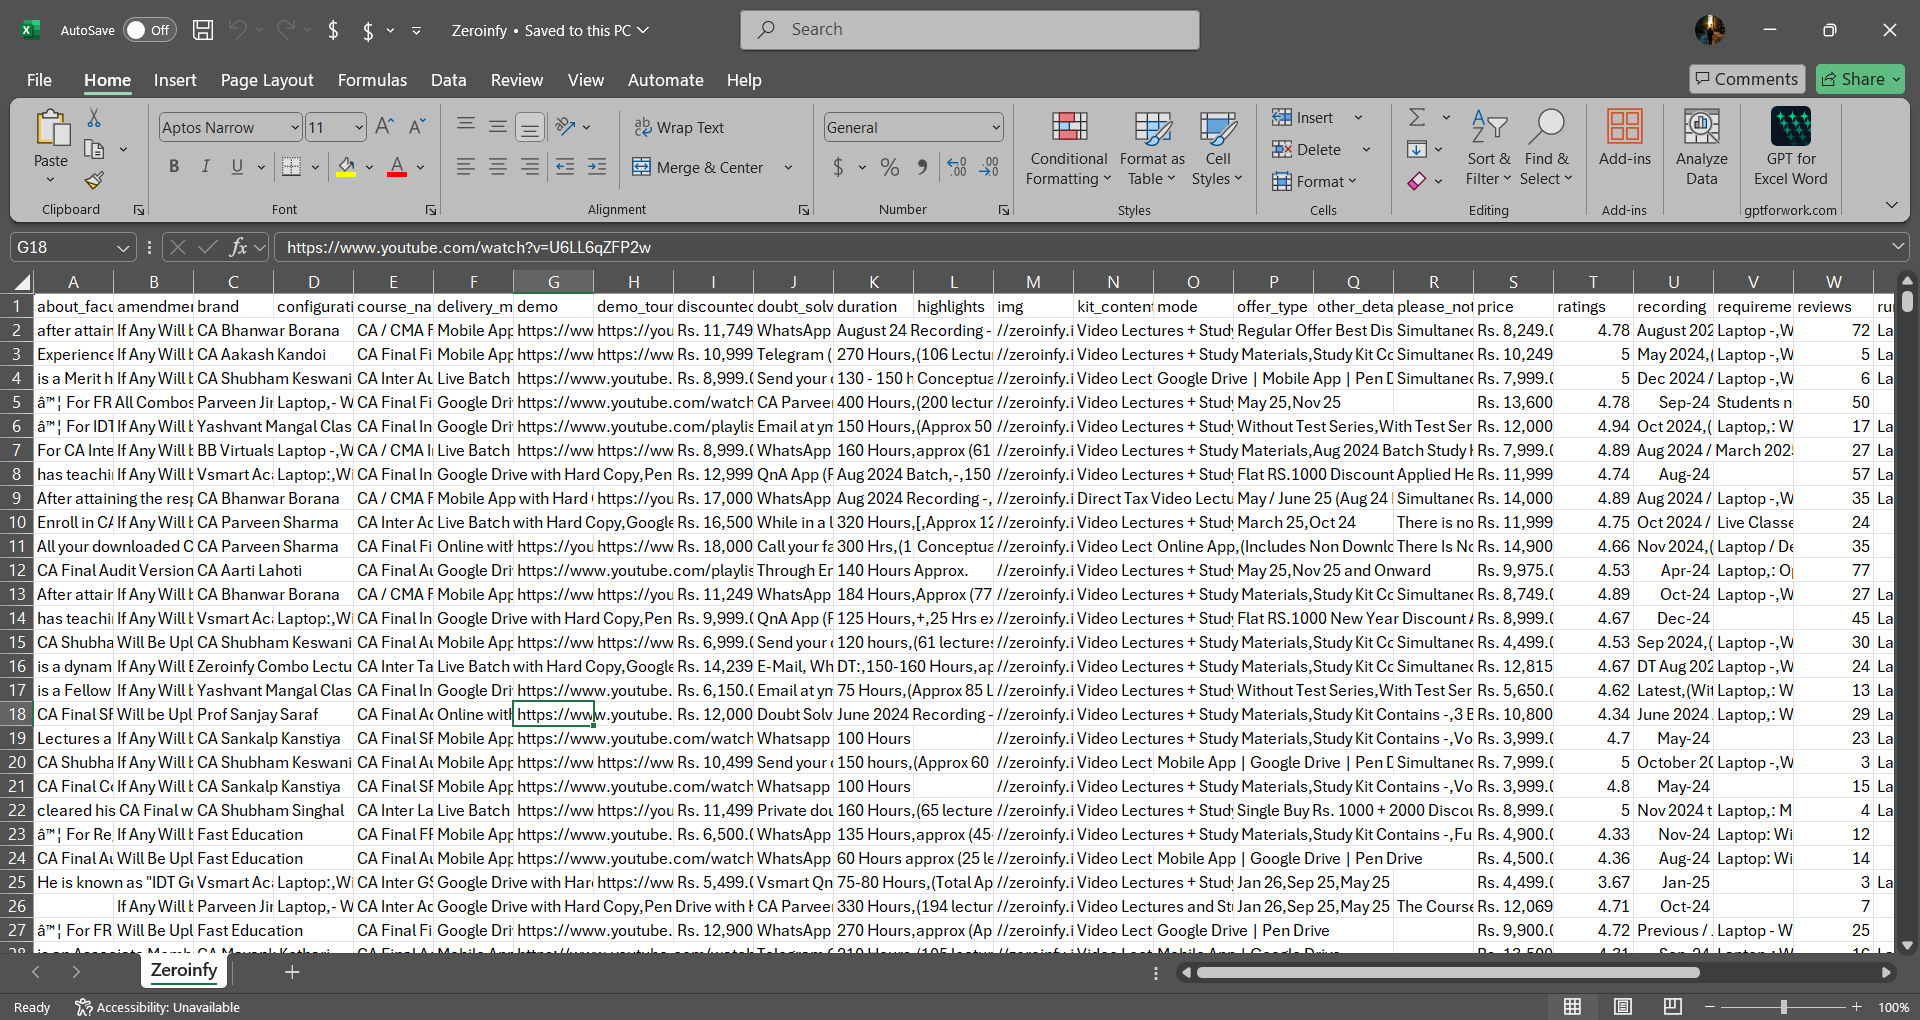 AutoSave Off Zeroinfy • Saved to this PC Search
File Home Insert Page Layout Formulas Data Review View Automate Help Comments Share
Paste Aptos Narrow 11 Wrap Text General Conditional Formatting Format as Table Cell Styles Insert Delete Format Sort & Filter Find & Select Add-ins Analyze Data GPT for Excel Word
B I U Merge & Center $ %
Clipboard Font Alignment Number Styles Cells Editing Add-ins gptforwork.com
G18 fx https://www.youtube.com/watch?v=U6LL6qZFP2w
A B C D E F G H I J K L M N O P Q R S T U V W
1 about_facu amendmen brand configurati course_na delivery_m demo demo_tour discounted doubt_solv duration highlights img kit_content mode offer_type other_deta please_not price ratings recording requireme reviews ru
2 after attain If Any Will b CA Bhanwar Borana CA / CMA F Mobile App https://ww https://you Rs. 11,749 WhatsApp August 24 Recording - //zeroinfy.i Video Lectures + Study Regular Offer Best Dis Simultanec Rs. 8,249.0 4.78 August 202 Laptop -,W 72 La
3 Experience If Any Will b CA Aakash Kandoi CA Final Fi Mobile App https://ww https://ww Rs. 10,999 Telegram ( 270 Hours,(106 Lectu //zeroinfy.i Video Lectures + Study Materials,Study Kit Cc Simultanec Rs. 10,249 5 May 2024,( Laptop -,W 5 La
4 is a Merit h If Any Will b CA Shubham Keswani CA Inter Au Live Batch https://www.youtube. Rs. 8,999.0 Send your 130 - 150 h Conceptua //zeroinfy.i Video Lect Google Drive | Mobile App | Pen D Simultanec Rs. 7,999.0 5 Dec 2024 / Laptop -,W 6 La
5 â™¦ For FR All Combos Parveen Jin Laptop,- W CA Final Fi Google Dri https://www.youtube.com/watch CA Parvee 400 Hours,(200 lectur //zeroinfy.i Video Lectures + Study May 25,Nov 25 Rs. 13,600 4.78 Sep-24 Students n 50
6 â™¦ For IDT If Any Will b Yashvant Mangal Clas CA Final In Google Dri https://www.youtube.com/playlis Email at ym 150 Hours,(Approx 50 //zeroinfy.i Video Lectures + Study Without Test Series,With Test Ser Rs. 12,000 4.94 Oct 2024,( Laptop,: W 17 La
7 For CA Inte If Any Will b BB Virtuals Laptop -,W CA / CMA I Live Batch https://ww https://ww Rs. 8,999.0 WhatsApp 160 Hours, approx (61 //zeroinfy.i Video Lectures + Study Materials,Aug 2024 Batch Study Rs. 7,999.0 4.89 Aug 2024 / March 202 27 La
8 has teachi If Any Will b Vsmart Aca Laptop:,Wi CA Final In Google Drive with Hard Copy,Pen Rs. 12,999 QnA App (F Aug 2024 Batch,-,150 //zeroinfy.i Video Lectures + Study Flat RS.1000 Discount Applied He Rs. 11,999 4.74 Aug-24 57 La
9 After attaining the resp CA Bhanwar Borana CA / CMA F Mobile App with Hard https://you Rs. 17,000 WhatsApp Aug 2024 Recording -, //zeroinfy.i Direct Tax Video Lectu May / June 25 (Aug 24 Simultanec Rs. 14,000 4.89 Aug 2024 / Laptop -,W 35 La
10 Enroll in CA If Any Will b CA Parveen Sharma CA Inter Ad Live Batch with Hard Copy,Google Rs. 16,500 While in a l 320 Hours,[,Approx 12 //zeroinfy.i Video Lectures + Study March 25,Oct 24 There is no Rs. 11,999 4.75 Oct 2024 / Live Classe 24
11 All your downloaded C CA Parveen Sharma CA Final Fi Online with https://you https://ww Rs. 18,000 Call your fa 300 Hrs,(1 Conceptua //zeroinfy.i Video Lect Online App,(Includes Non Downlo There Is No Rs. 14,900 4.66 Nov 2024,( Laptop / De 35
12 CA Final Audit Version CA Aarti Lahoti CA Final Au Google Dri https://www.youtube.com/playlis Through Em 140 Hours Approx. //zeroinfy.i Video Lectures + Study May 25,Nov 25 and Onward Rs. 9,975.0 4.53 Apr-24 Laptop,: Op 77
13 After attain If Any Will b CA Bhanwar Borana CA / CMA F Mobile App https://ww https://you Rs. 11,249 WhatsApp 184 Hours,Approx (77 //zeroinfy.i Video Lectures + Study Materials,Study Kit Cc Simultanec Rs. 8,749.0 4.89 Oct-24 Laptop -,W 27 La
14 has teachi If Any Will b Vsmart Aca Laptop:,Wi CA Final In Google Drive with Hard Copy,Pen Rs. 9,999.0 QnA App (F 125 Hours,+,25 Hrs ex //zeroinfy.i Video Lectures + Study Flat RS.1000 New Year Discount A Rs. 8,999.0 4.67 Dec-24 45 La
15 CA Shubha Will Be Upl CA Shubham Keswani CA Final Au Mobile App https://ww https://ww Rs. 6,999.0 Send your 120 hours,(61 lectures //zeroinfy.i Video Lectures + Study Materials,Study Kit Cc Simultanec Rs. 4,499.0 4.53 Sep 2024,( Laptop -,W 30 La
16 is a dynam If Any Will B Zeroinfy Combo Lectu CA Inter Ta Live Batch with Hard Copy,Google Rs. 14,239 E-Mail, Wh DT:,150-160 Hours,ap //zeroinfy.i Video Lectures + Study Materials,Study Kit Cc Simultanec Rs. 12,815 4.67 DT Aug 202 Laptop -,W 24 La
17 is a Fellow If Any Will b Yashvant Mangal Clas CA Final In Google Dri https://www.youtube. Rs. 6,150.0 Email at ym 75 Hours,(Approx 85 L //zeroinfy.i Video Lectures + Study Without Test Series,With Test Ser Rs. 5,650.0 4.62 Latest,(Wit Laptop,: W 13 La
18 CA Final SF Will be Upl Prof Sanjay Saraf CA Final Ac Online with https://www.youtube. Rs. 12,000 Doubt Solv June 2024 Recording - //zeroinfy.i Video Lectures + Study Materials,Study Kit Contains -,3 B Rs. 10,800 4.34 June 2024 Laptop,: W 29 La
19 Lectures a If Any Will b CA Sankalp Kanstiya CA Final SP Mobile App https://www.youtube.com/watch Whatsapp 100 Hours //zeroinfy.i Video Lectures + Study Materials,Study Kit Contains -,Vo Rs. 3,999.0 4.7 May-24 23 La
20 CA Shubha If Any Will b CA Shubham Keswani CA Final Au Mobile App https://ww https://ww Rs. 10,499 Send your 150 hours,(Approx 60 //zeroinfy.i Video Lect Mobile App | Google Drive | Pen D Simultanec Rs. 7,999.0 5 October 20 Laptop -,W 3 La
21 CA Final Co If Any Will b CA Sankalp Kanstiya CA Final SP Mobile App https://www.youtube.com/watch Whatsapp 100 Hours //zeroinfy.i Video Lectures + Study Materials,Study Kit Contains -,Vo Rs. 3,999.0 4.8 May-24 15 La
22 cleared his CA Final w CA Shubham Singhal CA Inter La Live Batch https://ww https://you Rs. 11,499 Private dou 160 Hours,(65 lecture //zeroinfy.i Video Lectures + Study Single Buy Rs. 1000 + 2000 Discou Rs. 8,999.0 5 Nov 2024 t Laptop,: M 4 La
23 â™¦ For Re If Any Will b Fast Education CA Final FR Mobile App https://www.youtube. Rs. 6,500.0 WhatsApp 135 Hours,approx (45- //zeroinfy.i Video Lectures + Study Materials,Study Kit Contains -,Fu Rs. 4,900.0 4.33 Nov-24 Laptop: Wi 12
24 CA Final Au Will Be Upl Fast Education CA Final Au Mobile App https://www.youtube.com/watch WhatsApp 60 Hours approx (25 le //zeroinfy.i Video Lect Mobile App | Google Drive | Pen Drive Rs. 4,500.0 4.36 Aug-24 Laptop: Wi 14
25 He is known as "IDT Gu Vsmart Aca Laptop:,Wi CA Inter GS Google Drive with Har https://ww Rs. 5,499.0 Vsmart Qn 75-80 Hours,(Total Ap //zeroinfy.i Video Lectures + Study Jan 26,Sep 25,May 25 Rs. 4,499.0 3.67 Jan-25 3 La
26 If Any Will b Parveen Jin Laptop,- W CA Inter Ad Google Drive with Hard Copy,Pen Drive with H CA Parvee 330 Hours,(194 lectur //zeroinfy.i Video Lectures and St Jan 26,Sep 25,May 25 The Course Rs. 12,069 4.71 Oct-24 7
27 â™¦ For FR Will Be Upl Fast Education CA Final Fi Mobile App https://www.youtube. Rs. 12,900 WhatsApp 270 Hours,approx (Ap //zeroinfy.i Video Lect Google Drive | Pen Drive Rs. 9,900.0 4.72 Previous / Laptop - W 25
Zeroinfy
Ready Accessibility: Unavailable 100%